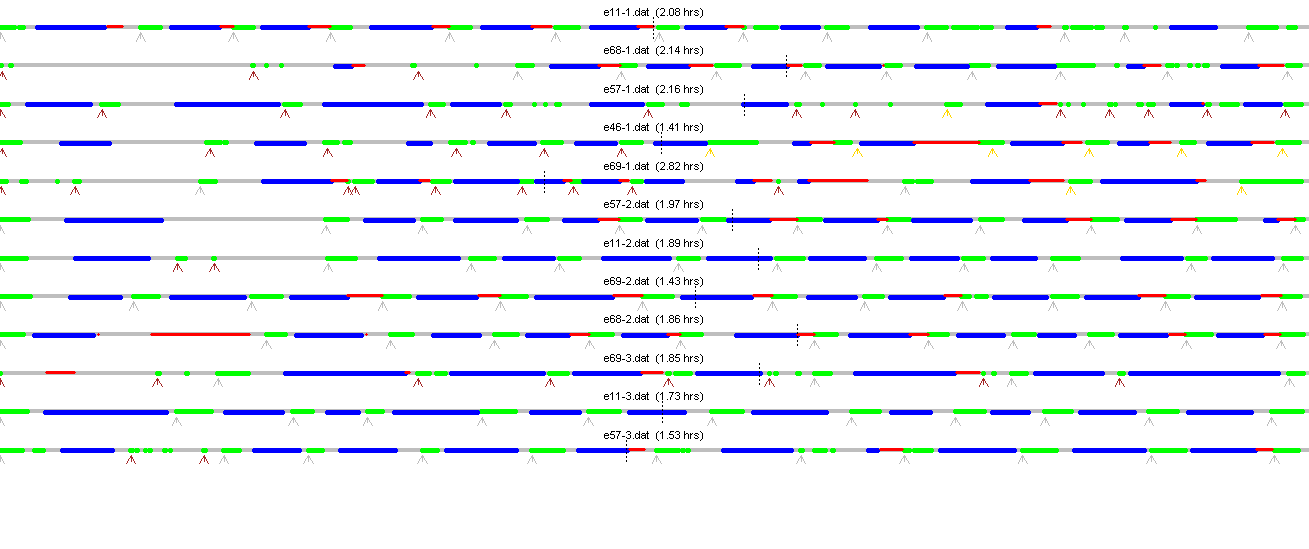 e11-1.dat (2.08 hrs)
e68-1.dat (2.14 hrs)
e57-1.dat (2.16 hrs)
e46-1.dat (1.41 hrs)
e69-1.dat (2.82 hrs)
e57-2.dat (1.97 hrs)
e11-2.dat (1.89 hrs)
e69-2.dat (1.43 hrs)
e68-2.dat (1.86 hrs)
e69-3.dat (1.85 hrs)
e11-3.dat (1.73 hrs)
e57-3.dat (1.53 hrs)